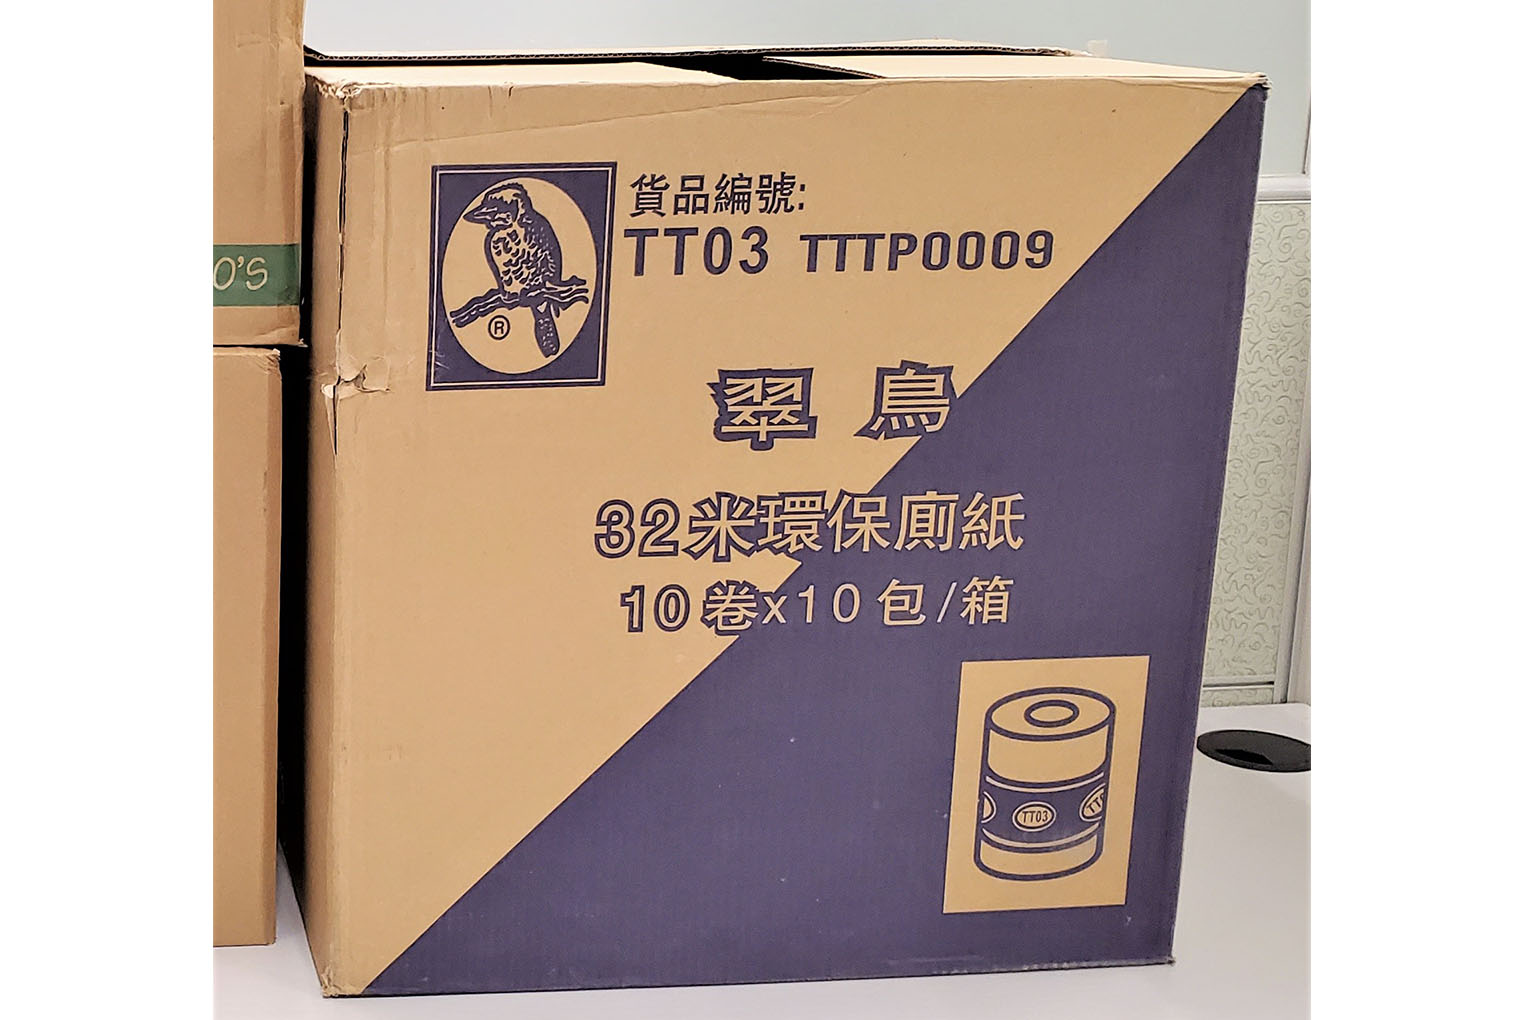 O'S
貨品編號:
TT03 TTTP0009
®
翠鳥
32米環保廁紙
10卷x10包/箱
TT03